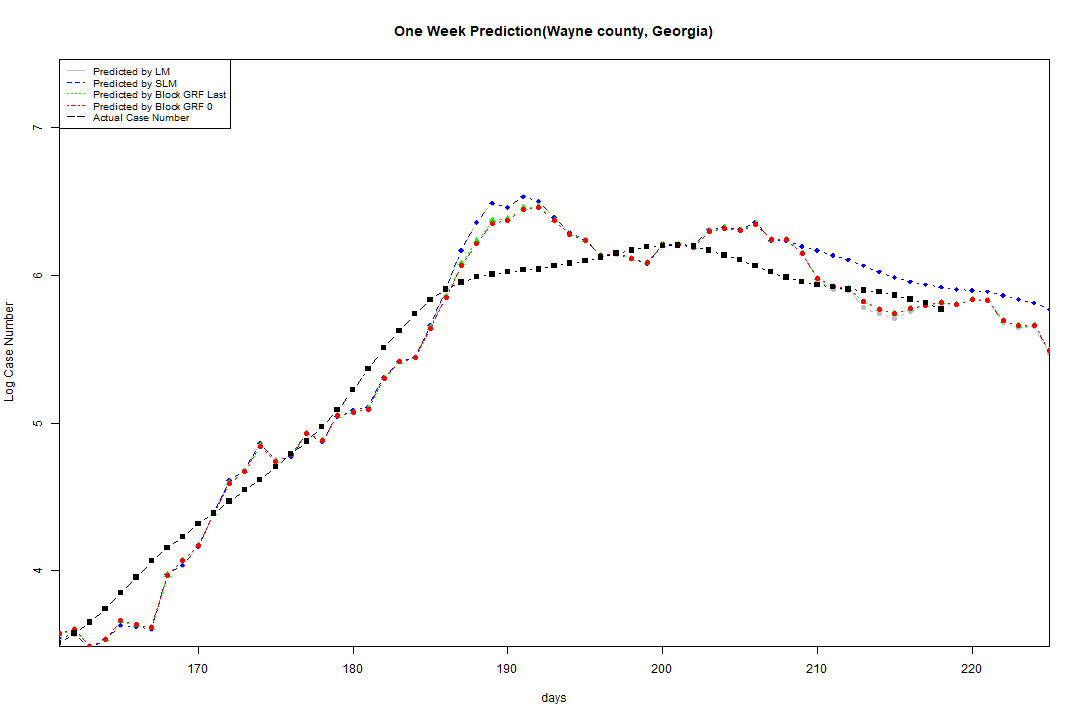 One Week Prediction(Wayne county, Georgia)
Predicted by LM
Predicted by SLM
Predicted by Block GRF Last
Predicted by Block GRF 0
Actual Case Number
7
6
5
4
Log Case Number
170 180 190 200 210 220
days